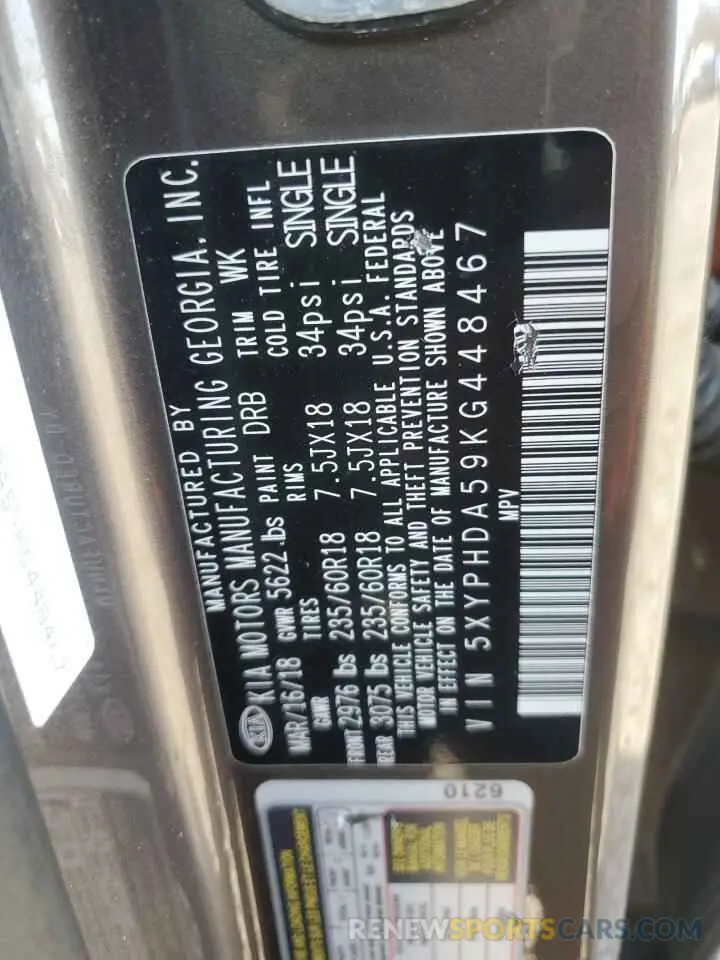 MANUFACTURED BY
KIA KIA MOTORS MANUFACTURING GEORGIA, INC.
MAR/16/18 GVWR 5622 lbs PAINT DRB TRIM WK
GAWR TIRES RIMS COLD TIRE INFL
FRONT 2976 lbs 235/60R18 7.5JX18 34psi SINGLE
REAR 3075 lbs 235/60R18 7.5JX18 34psi SINGLE
THIS VEHICLE CONFORMS TO ALL APPLICABLE U.S.A. FEDERAL
MOTOR VEHICLE SAFETY AND THEFT PREVENTION STANDARDS
IN EFFECT ON THE DATE OF MANUFACTURE SHOWN ABOVE
VIN 5XYPHDA59KG448467
MPV
6210
RENEWSPORTSCARS.COM